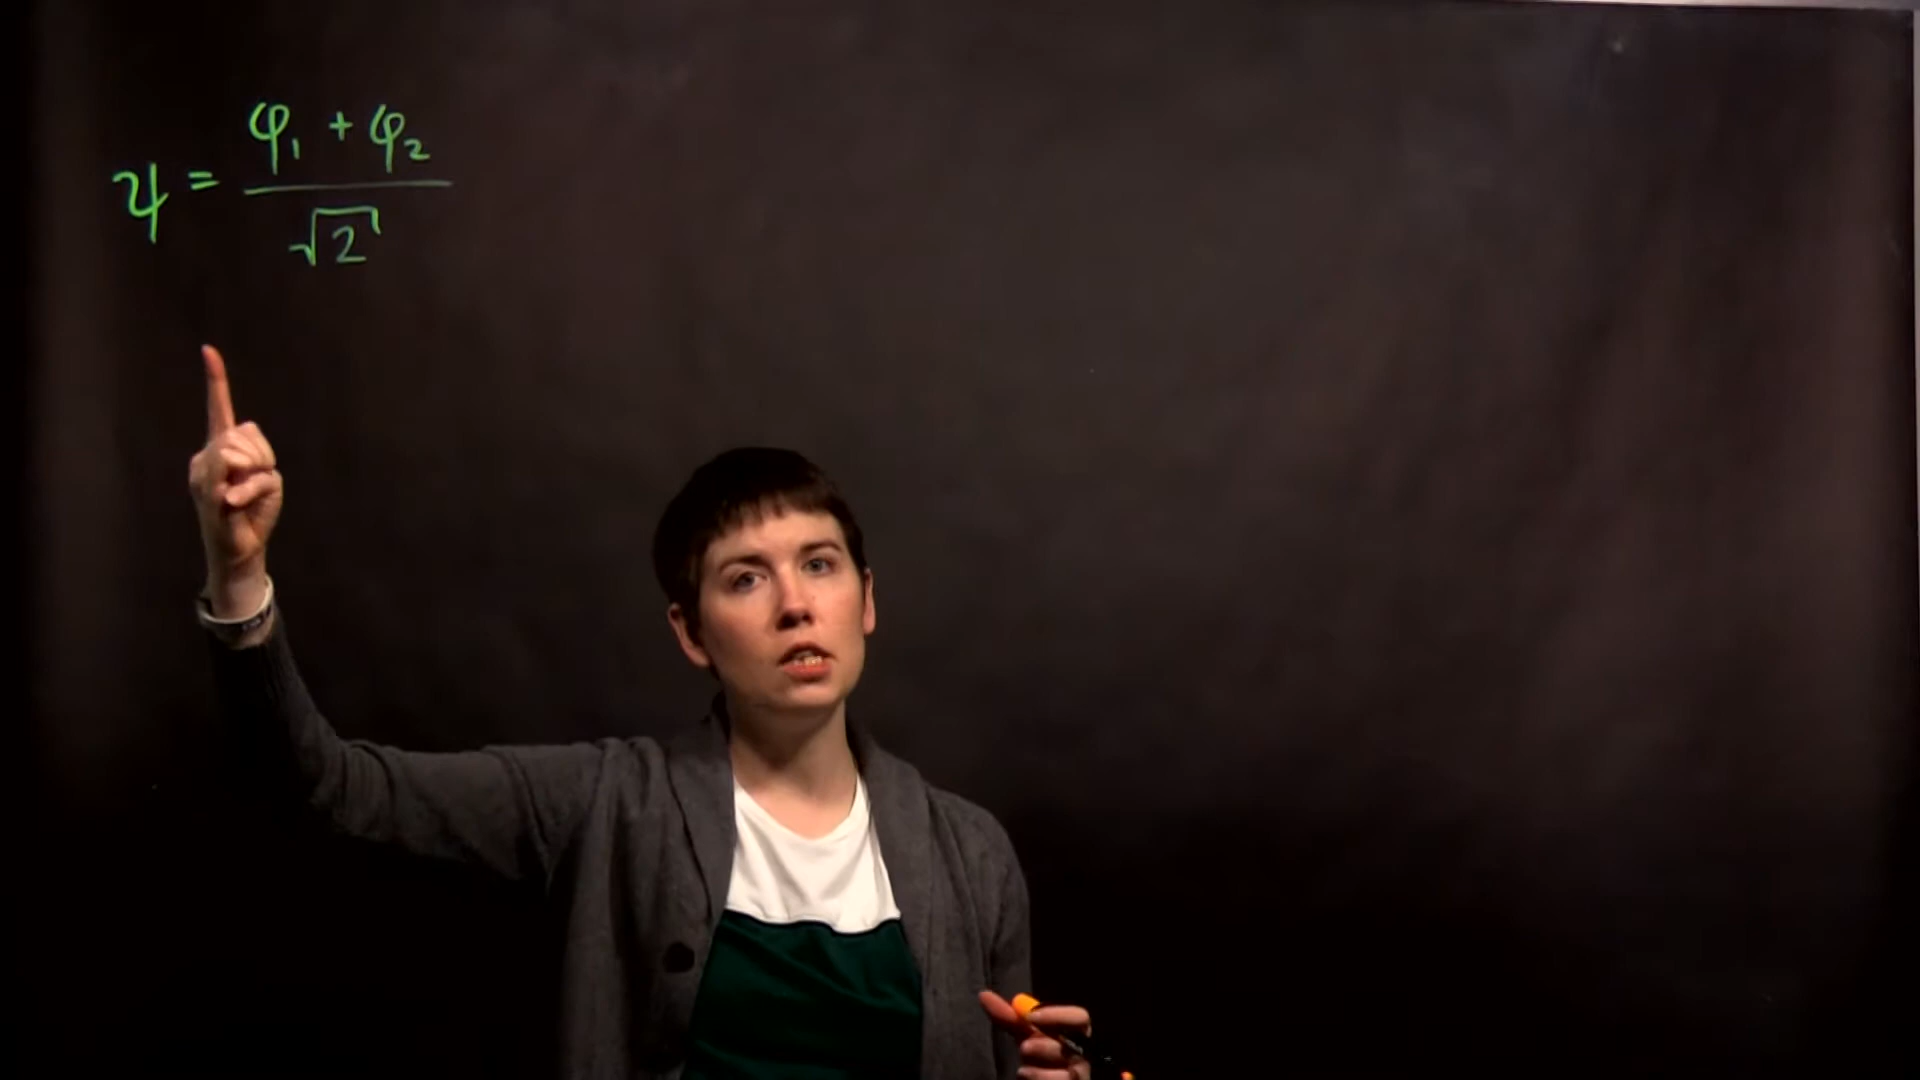 ψ = (φ₁ + φ₂) / √2